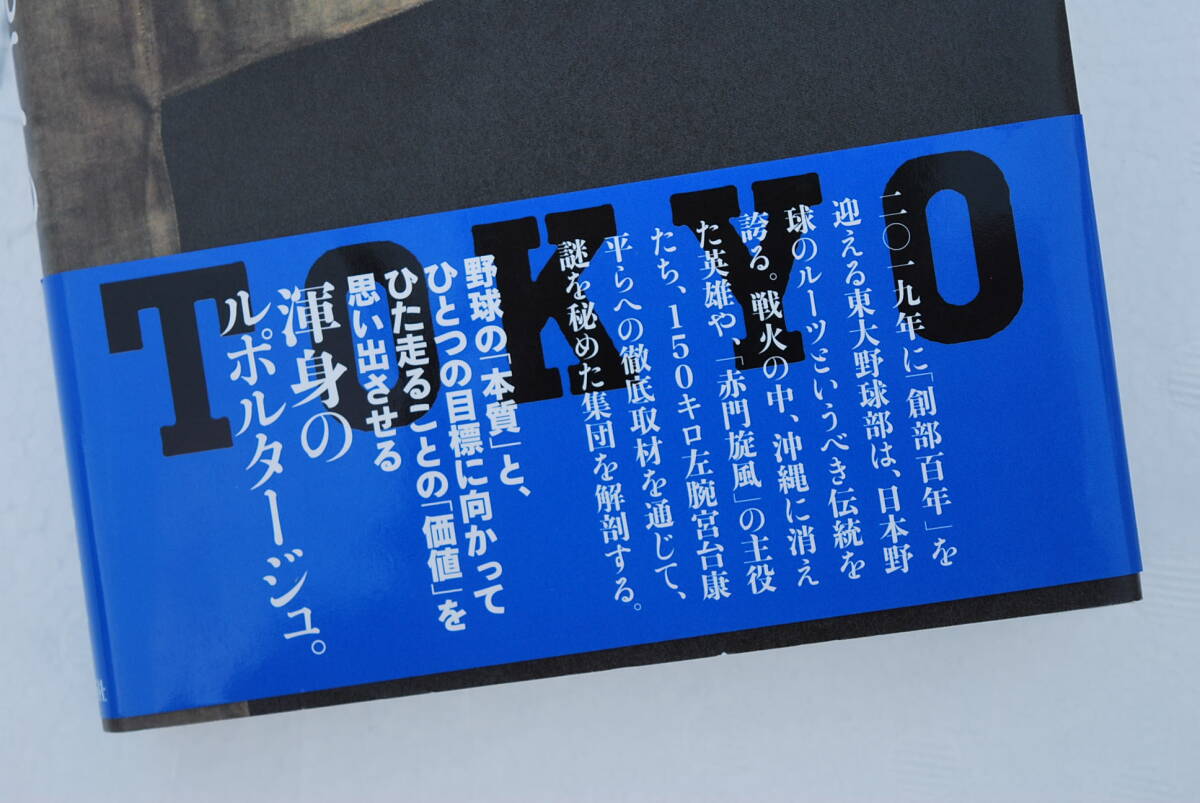 TOKYO
二〇一九年に「創部百年」を
迎える東大野球部は、日本野
球のルーツというべき伝統を
誇る。戦火の中、沖縄に消え
た英雄や、「赤門旋風」の主役
たち、150キロ左腕宮台康
平らへの徹底取材を通じて、
謎を秘めた集団を解剖する。
野球の「本質」と、
ひとつの目標に向かって
ひた走ることの「価値」を
思い出させる
渾身の
ルポルタージュ。